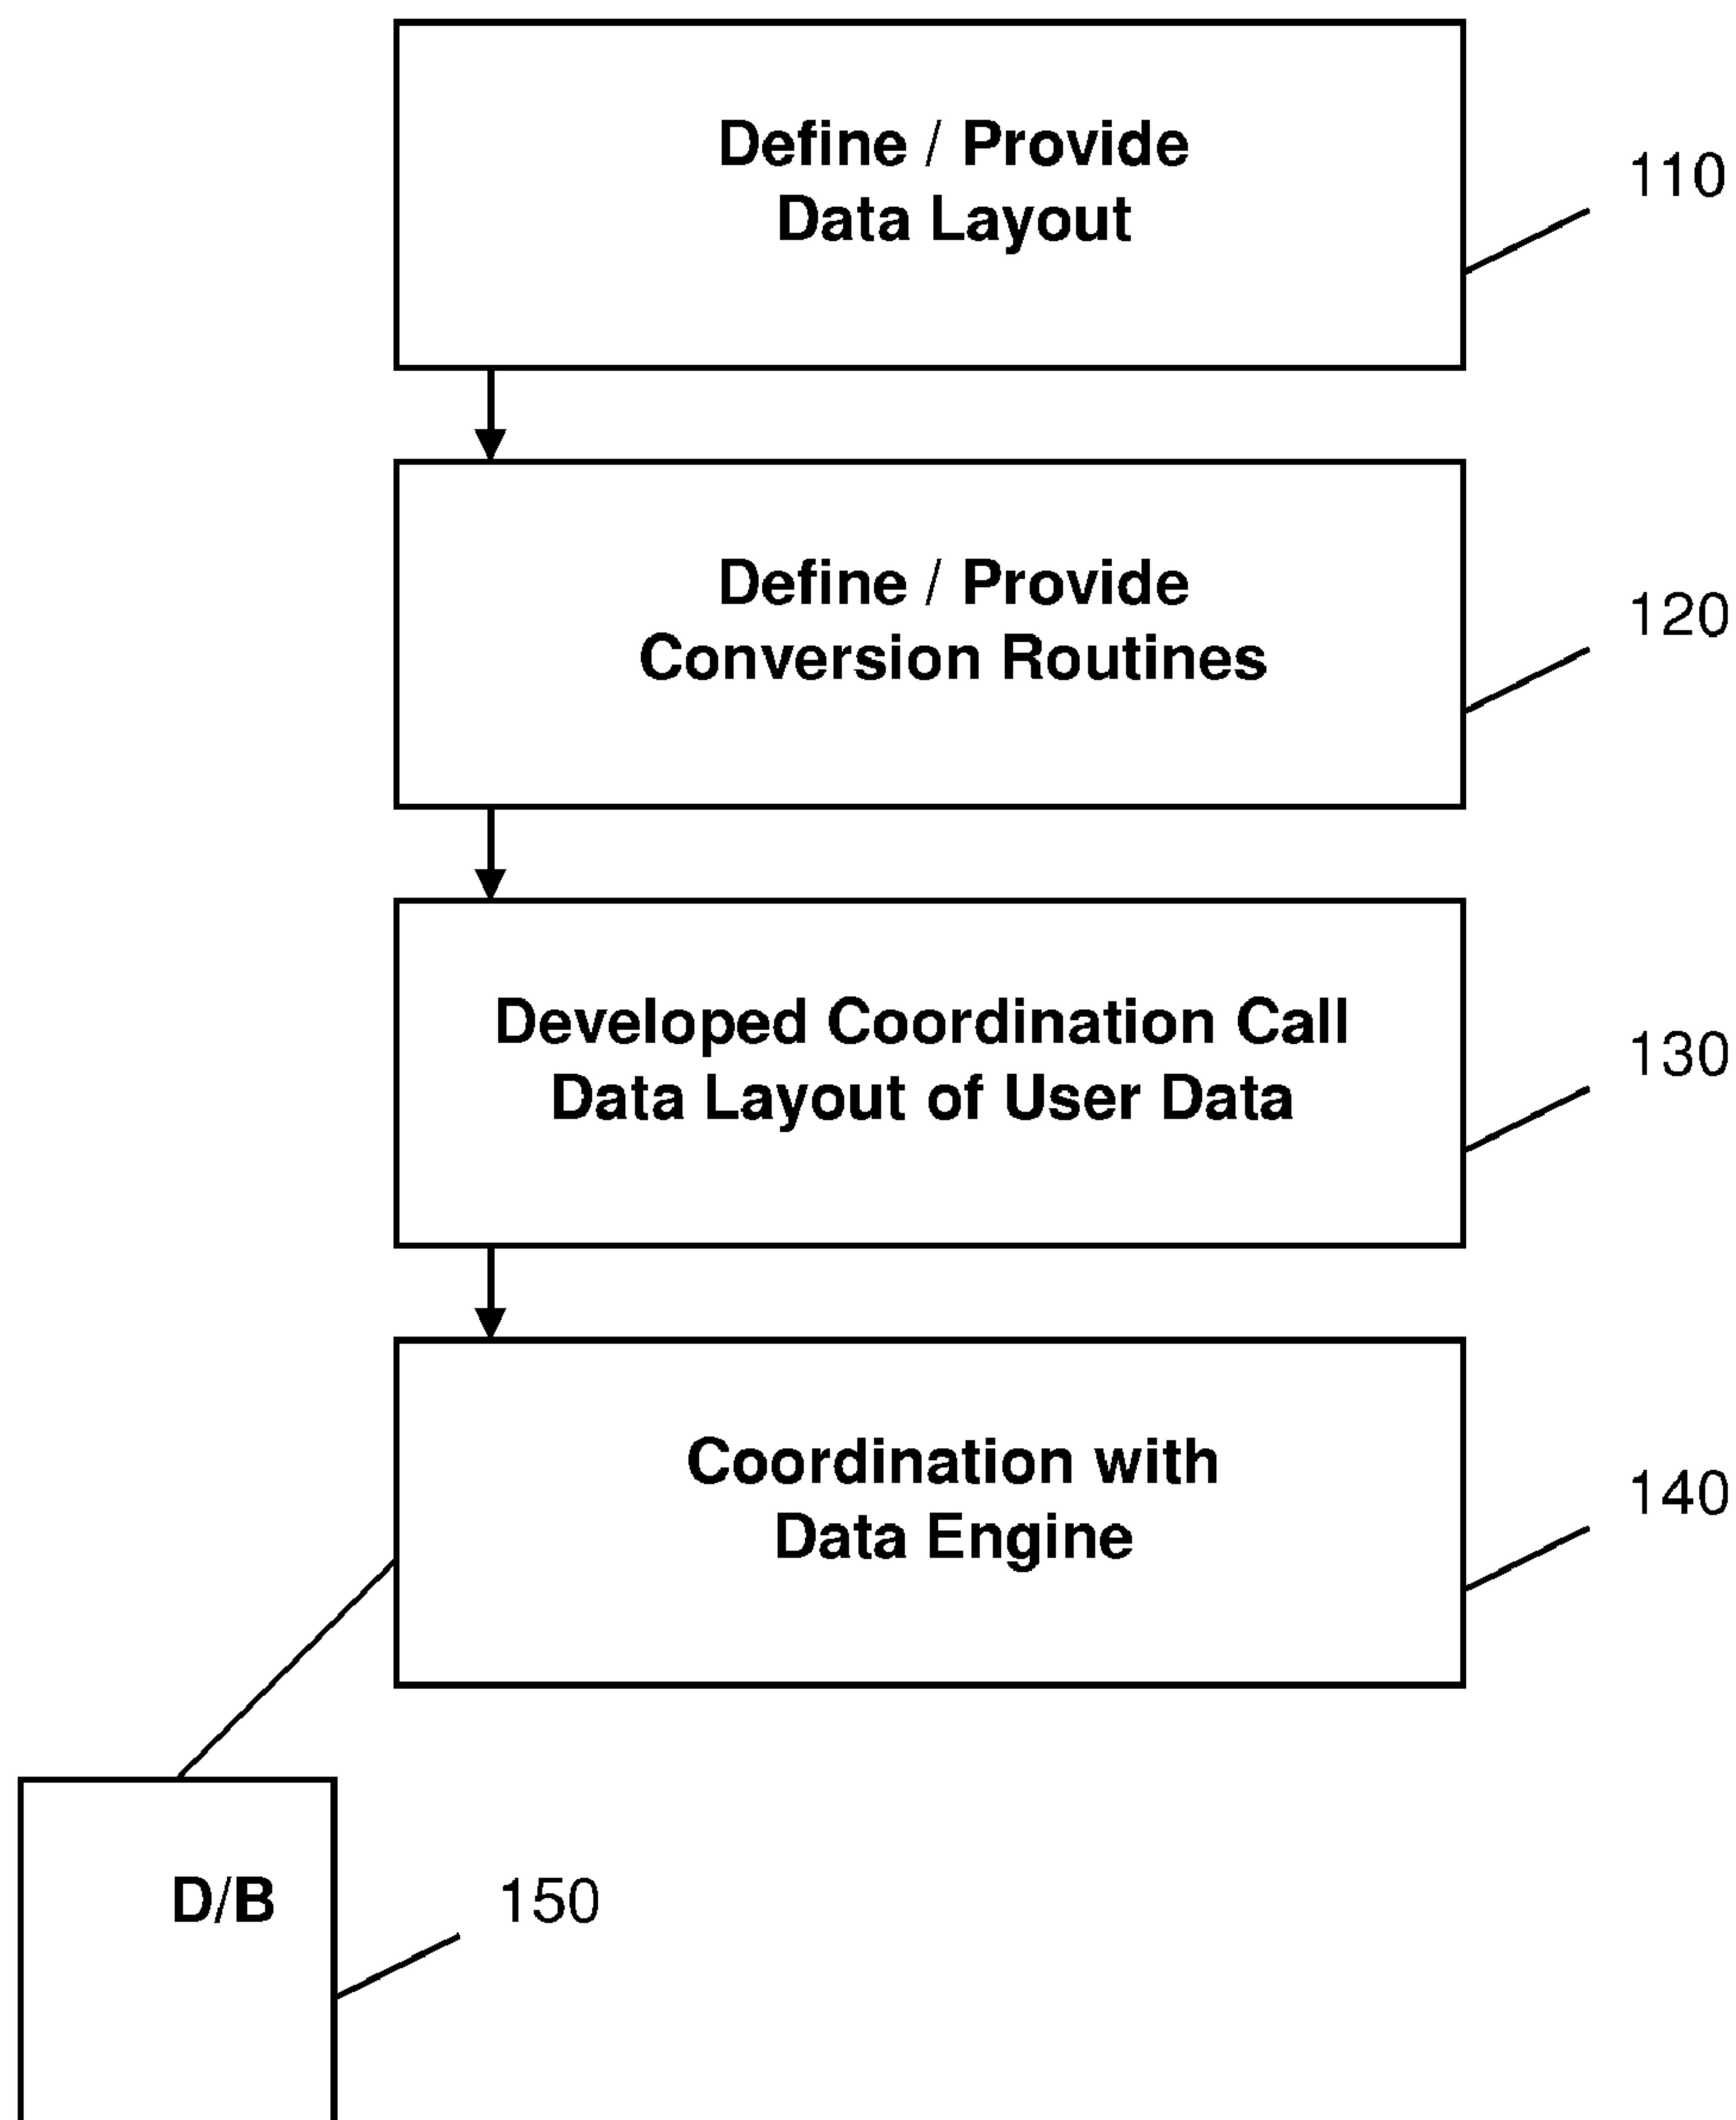 Define / Provide
Data Layout
110
Define / Provide
Conversion Routines
120
Developed Coordination Call
Data Layout of User Data
130
Coordination with
Data Engine
140
D/B
150